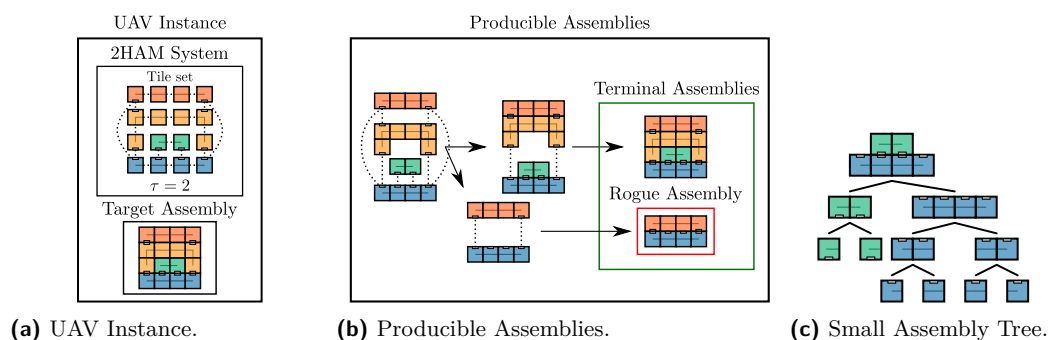 UAV Instance
2HAM System
Tile set
τ = 2
Target Assembly
Producible Assemblies
Terminal Assemblies
Rogue Assembly
(a) UAV Instance.
(b) Producible Assemblies.
(c) Small Assembly Tree.